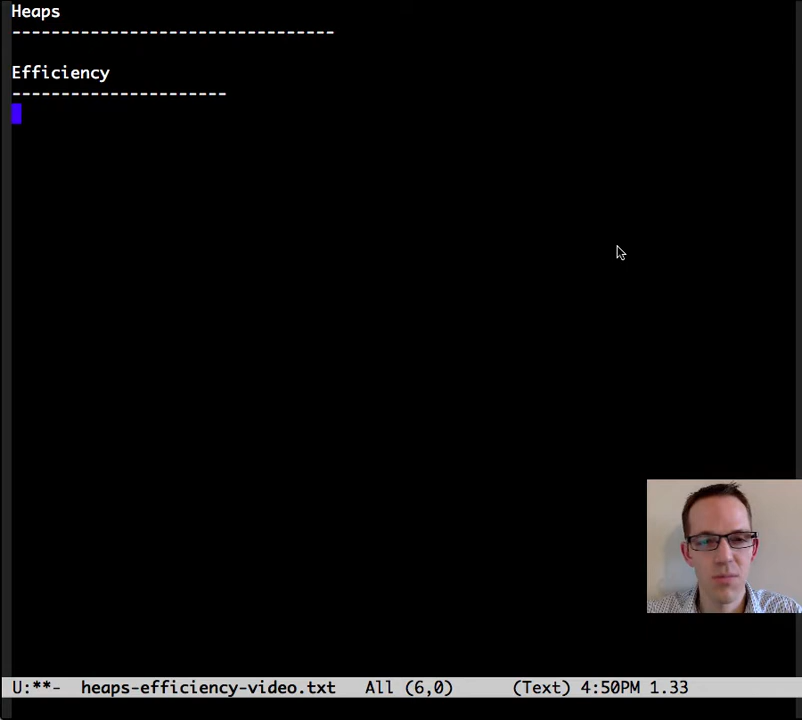 Heaps
---------------------------------
Efficiency
----------------------
U:**-  heaps-efficiency-video.txt   All (6,0)      (Text) 4:50PM 1.33